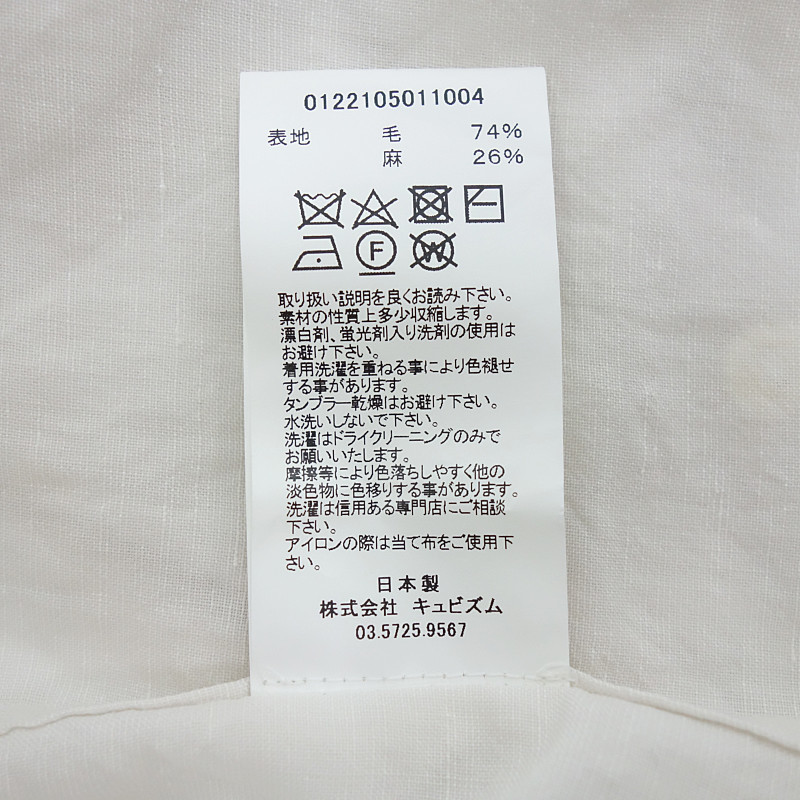 0122105011004
表地 毛 74%
麻 26%
F
W
取り扱い説明を良くお読み下さい。
素材の性質上多少収縮します。
漂白剤、蛍光剤入り洗剤の使用は
お避け下さい。
着用洗濯を重ねる事により色褪せ
する事があります。
タンブラー乾燥はお避け下さい。
水洗いしないで下さい。
洗濯はドライクリーニングのみで
お願いいたします。
摩擦等により色落ちしやすく他の
淡色物に色移りする事があります。
洗濯は信用ある専門店にご相談
下さい。
アイロンの際は当て布をご使用下
さい。
日本製
株式会社 キュビズム
03.5725.9567